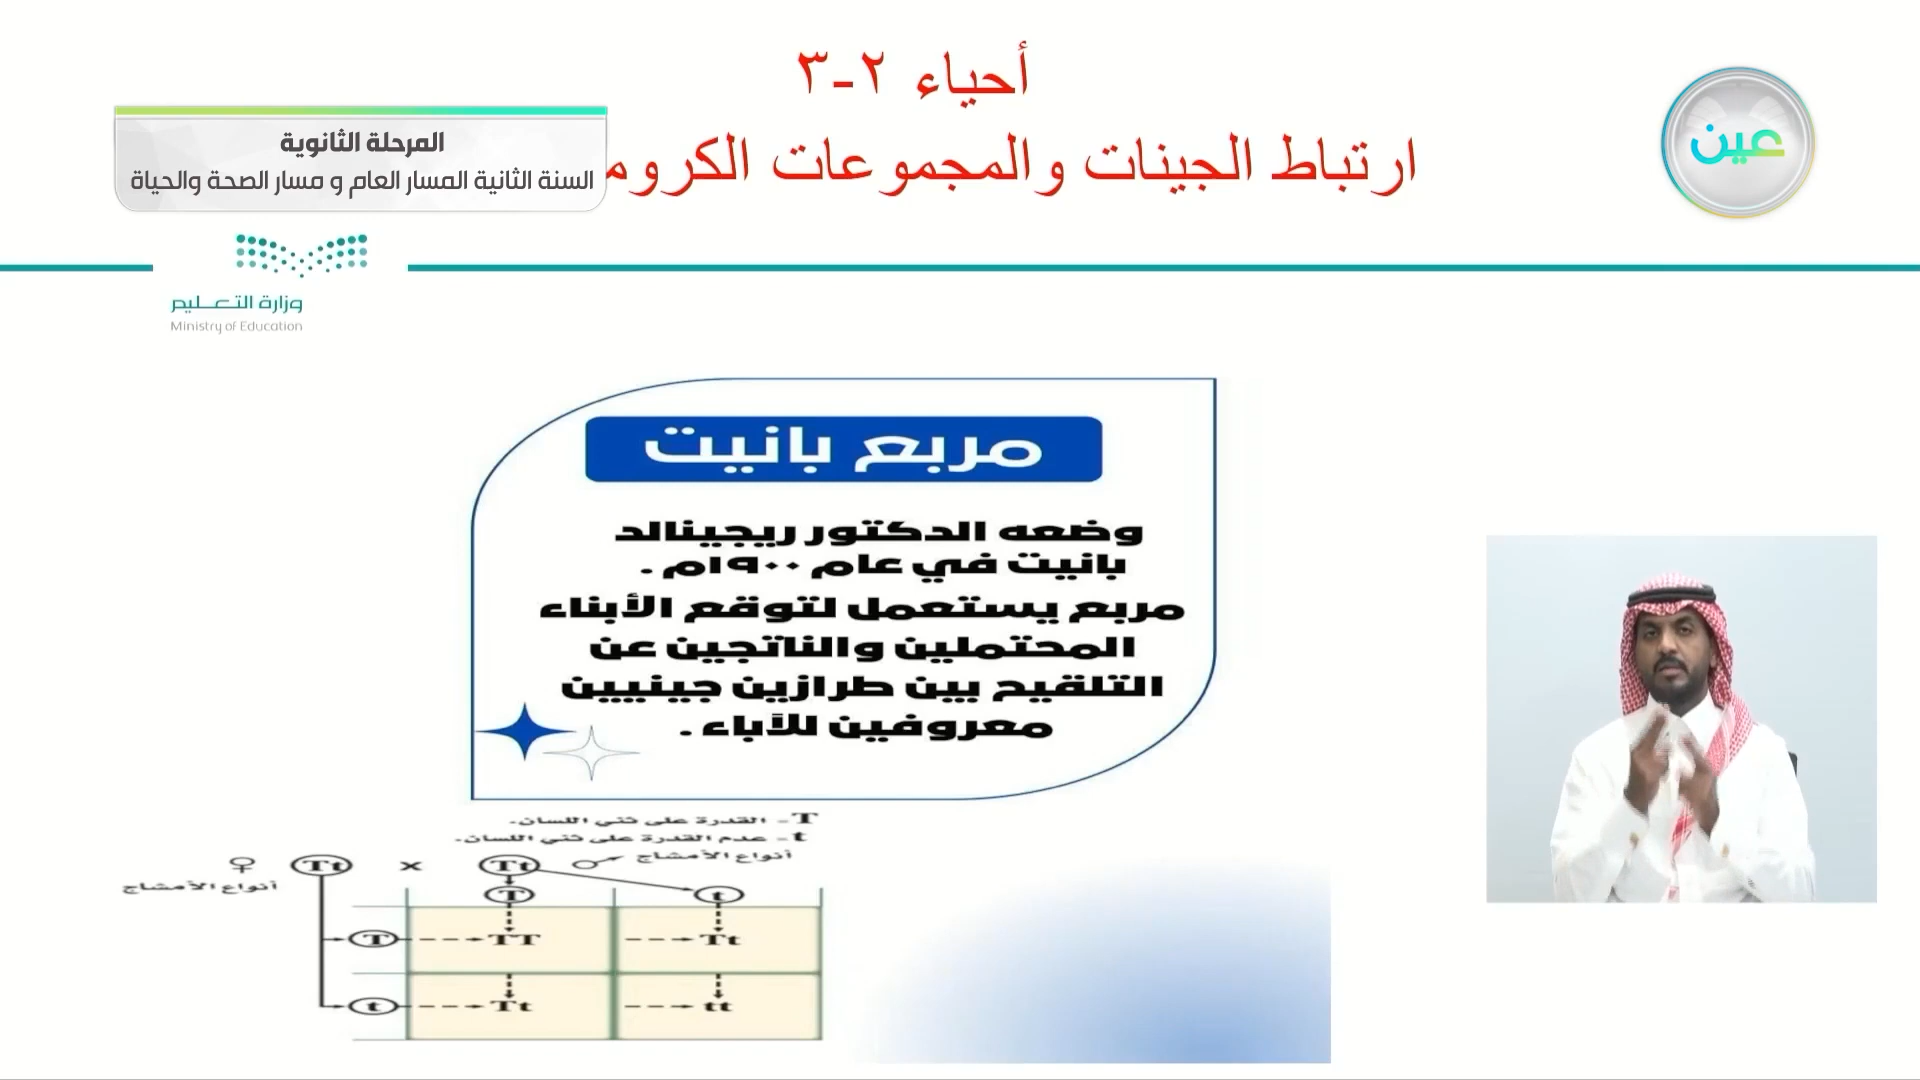 أحياء ٢-٣
ارتباط الجينات والمجموعات
عين
المرحلة الثانوية
السنة الثانية المسار العام و مسار الصحة والحياة
وزارة التعليم
Ministry of Education
مربع بانيت
وضعه الدكتور ريجينالد
بانيت في عام ١٩٠٠م .
مربع يستعمل لتوقع الأبناء
المحتملين والناتجين عن
التلقيح بين طرازين جينيين
معروفين للأباء .
T - القدرة على ثني اللسان.
t - عدم القدرة على ثني اللسان.
أنواع الأمشاج
♀ Tt x Tt ♂
أنواع الأمشاج
T t
T TT Tt
t Tt tt